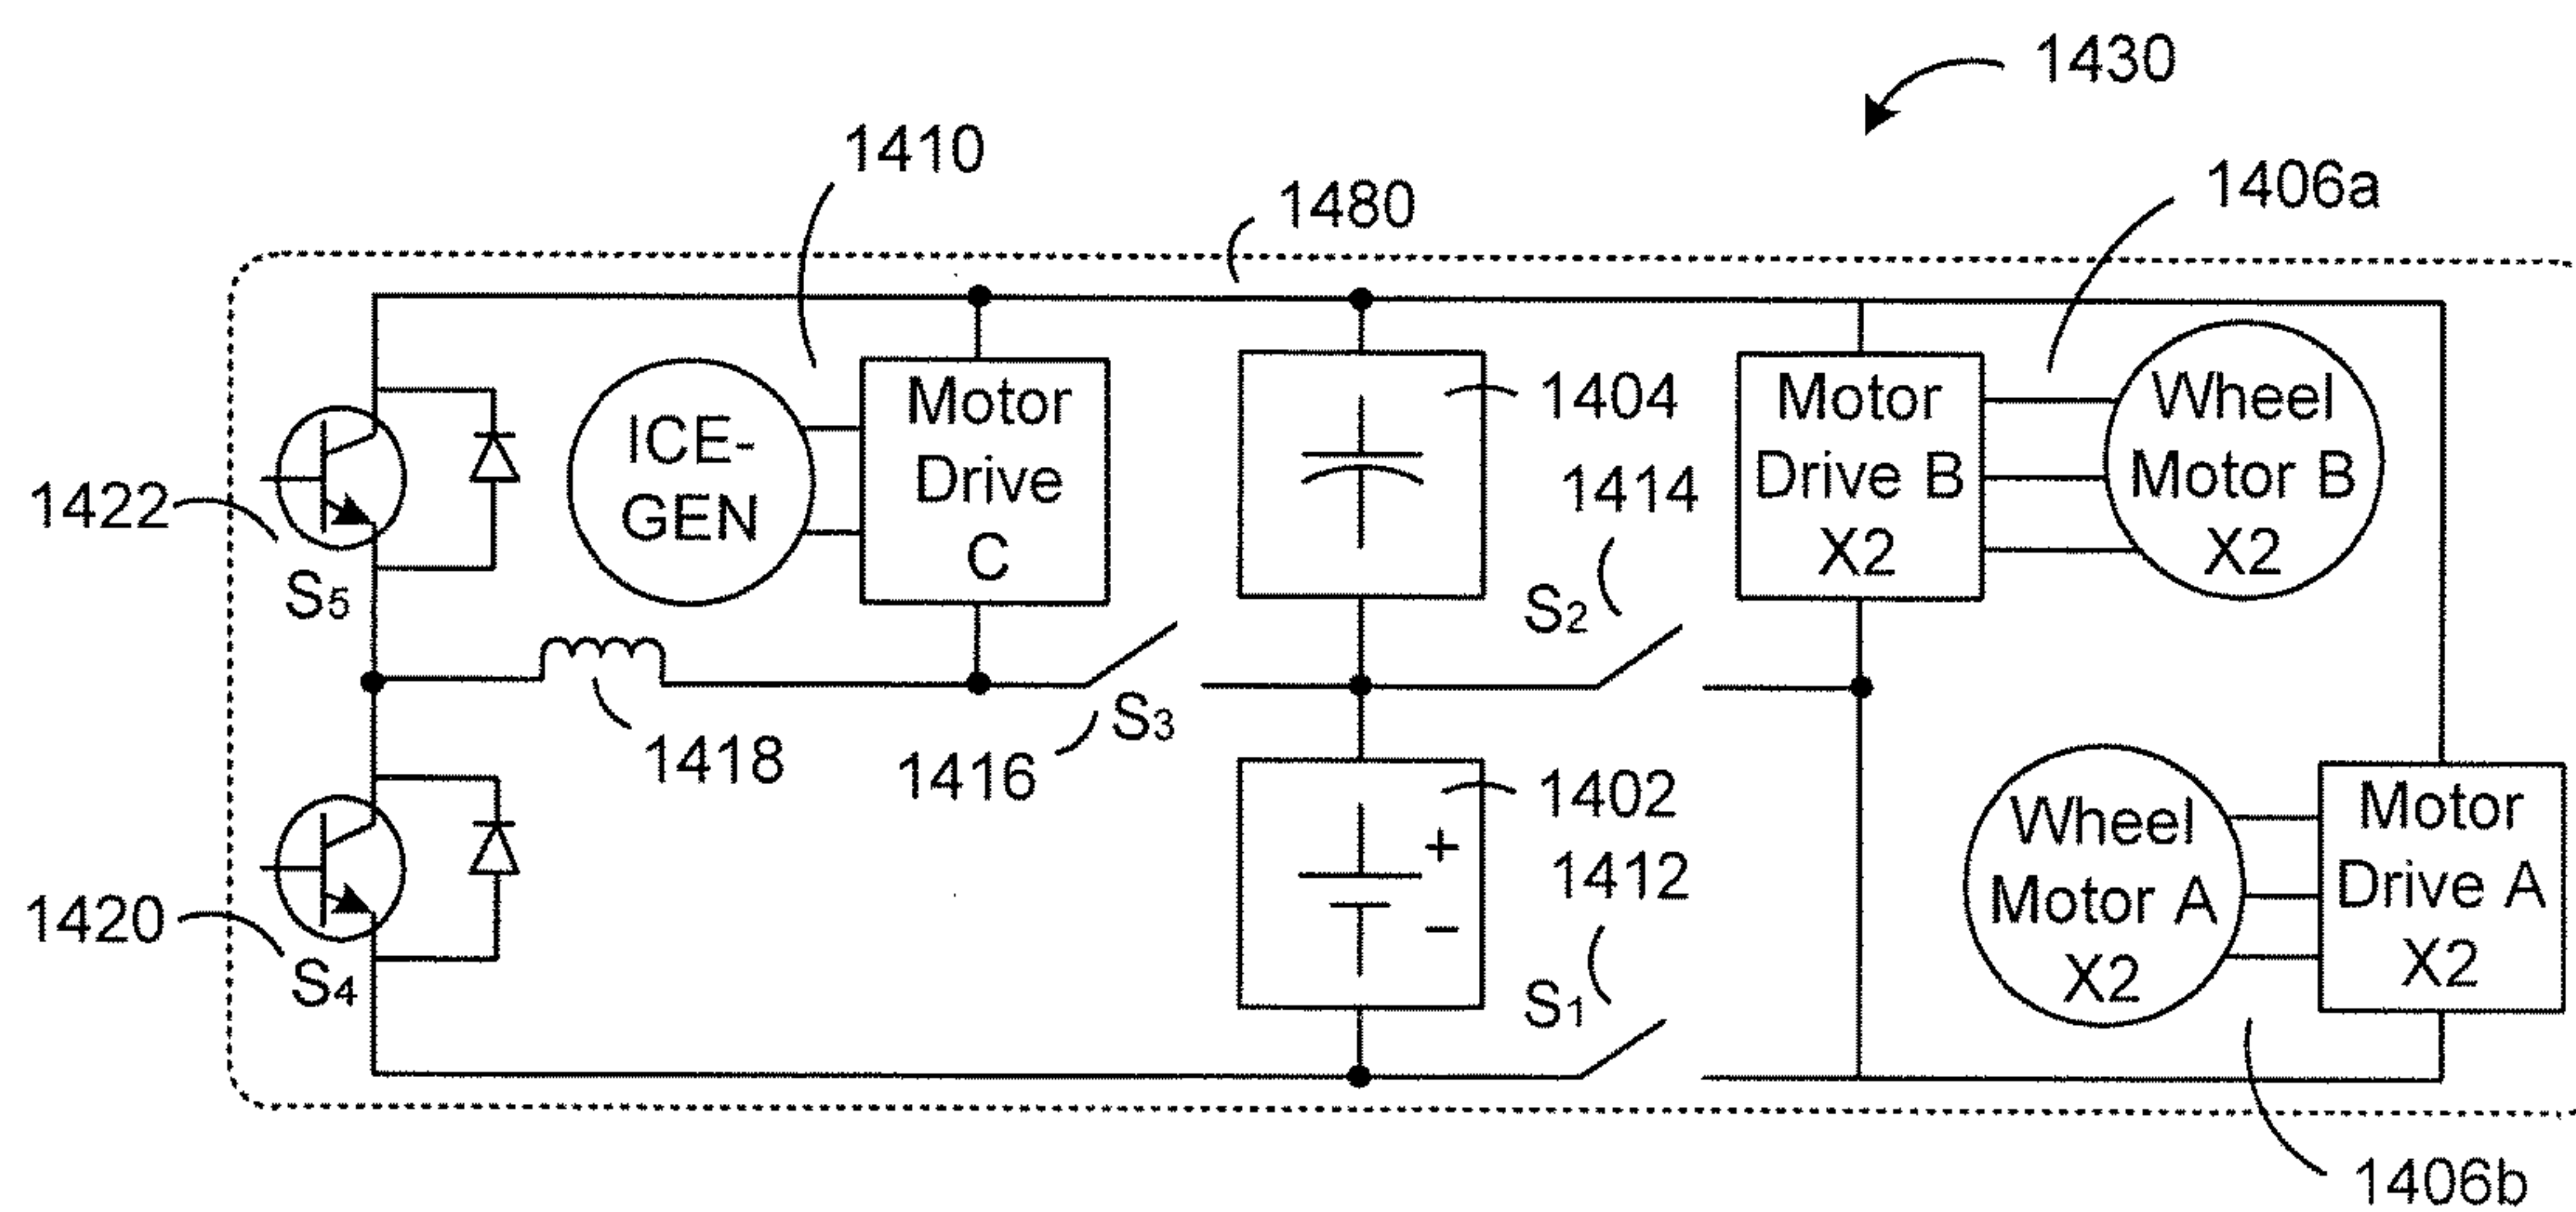 1430
1410
1480
1406a
ICE-
GEN
Motor
Drive
C
1404
1414
Motor
Drive B
X2
Wheel
Motor B
X2
1422
S5
S2
1418
1416
S3
1402
1412
+
−
Wheel
Motor A
X2
Motor
Drive A
X2
1420
S4
S1
1406b